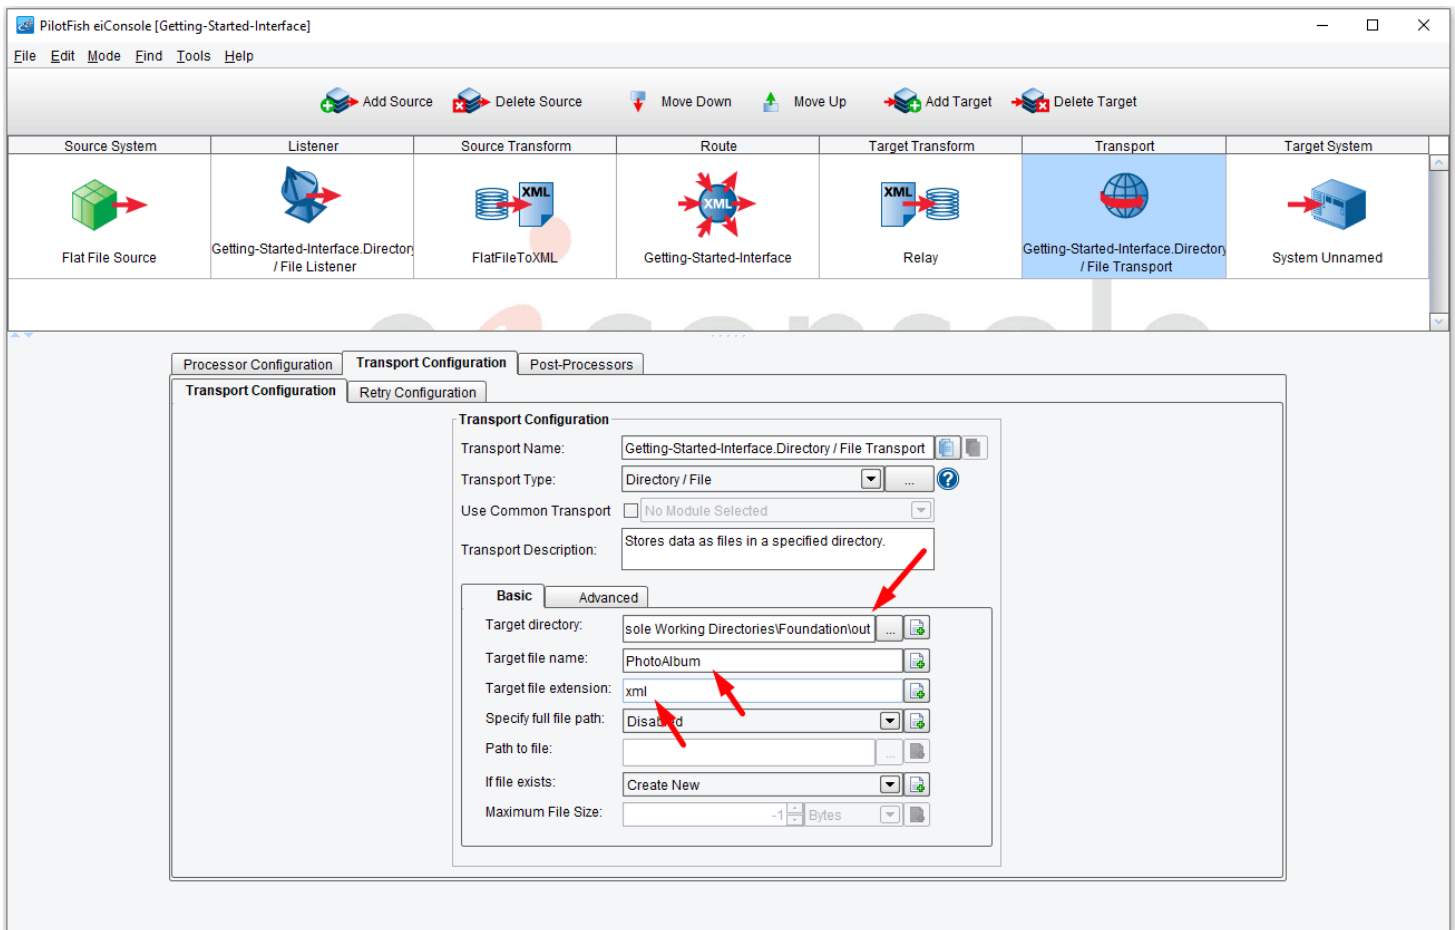 PilotFish eiConsole [Getting-Started-Interface]
File Edit Mode Find Tools Help
Add Source Delete Source Move Down Move Up Add Target Delete Target
Source System Listener Source Transform Route Target Transform Transport Target System
XML XML XML
Flat File Source Getting-Started-Interface.Directory / File Listener FlatFileToXML Getting-Started-Interface Relay Getting-Started-Interface.Directory / File Transport System Unnamed
eiconsole
Processor Configuration Transport Configuration Post-Processors
Transport Configuration Retry Configuration
Transport Configuration
Transport Name: Getting-Started-Interface.Directory / File Transport
Transport Type: Directory / File ... ?
Use Common Transport No Module Selected
Transport Description: Stores data as files in a specified directory.
Basic Advanced
Target directory: sole Working Directories\Foundation\out ...
Target file name: PhotoAlbum
Target file extension: xml
Specify full file path: Disabled
Path to file: ...
If file exists: Create New
Maximum File Size: -1 Bytes